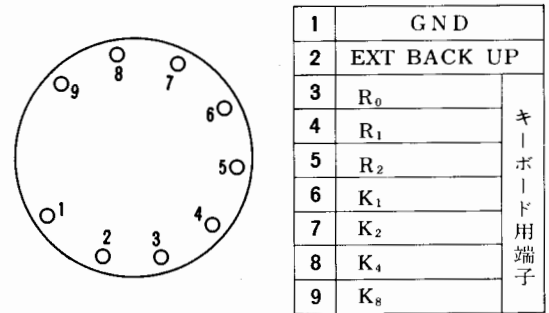 8
7
9
6
5
1
4
2
3
1 GND
2 EXT BACK UP
3 R₀
4 R₁
5 R₂
6 K₁
7 K₂
8 K₄
9 K₈
キーボード用端子